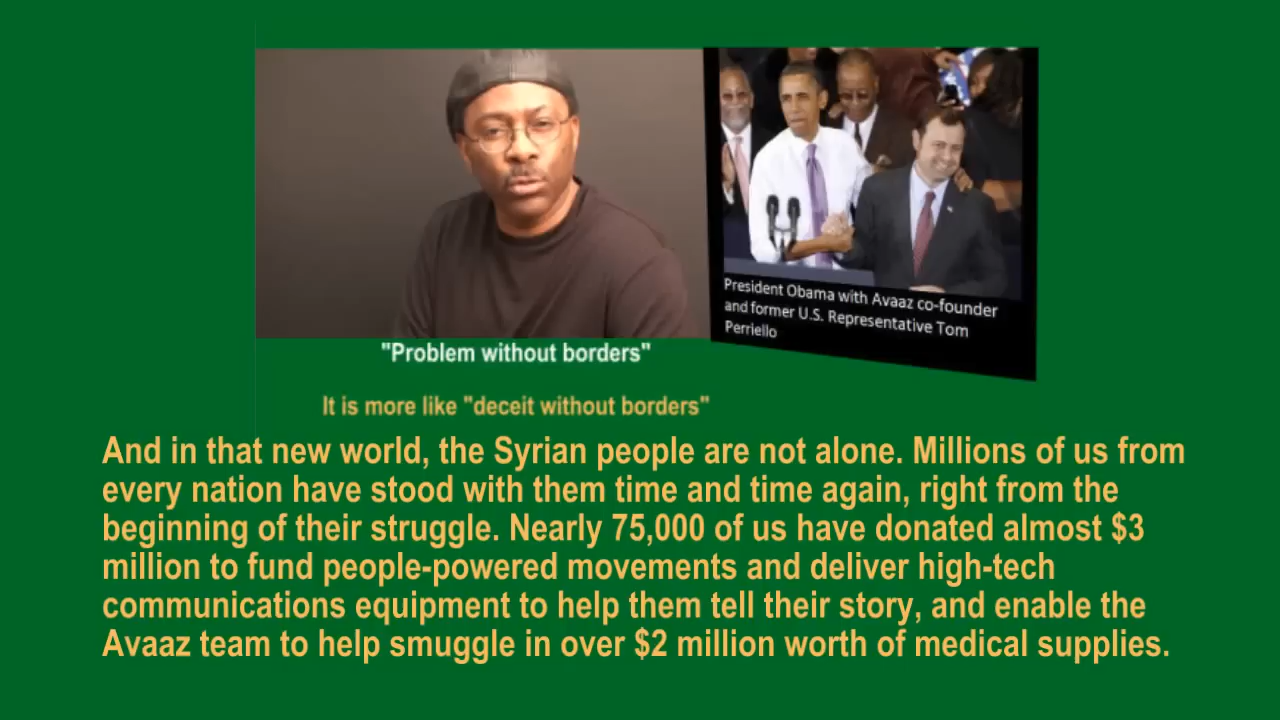 President Obama with Avaaz co-founder
and former U.S. Representative Tom
Perriello
"Problem without borders"
It is more like "deceit without borders"
And in that new world, the Syrian people are not alone. Millions of us from
every nation have stood with them time and time again, right from the
beginning of their struggle. Nearly 75,000 of us have donated almost $3
million to fund people-powered movements and deliver high-tech
communications equipment to help them tell their story, and enable the
Avaaz team to help smuggle in over $2 million worth of medical supplies.